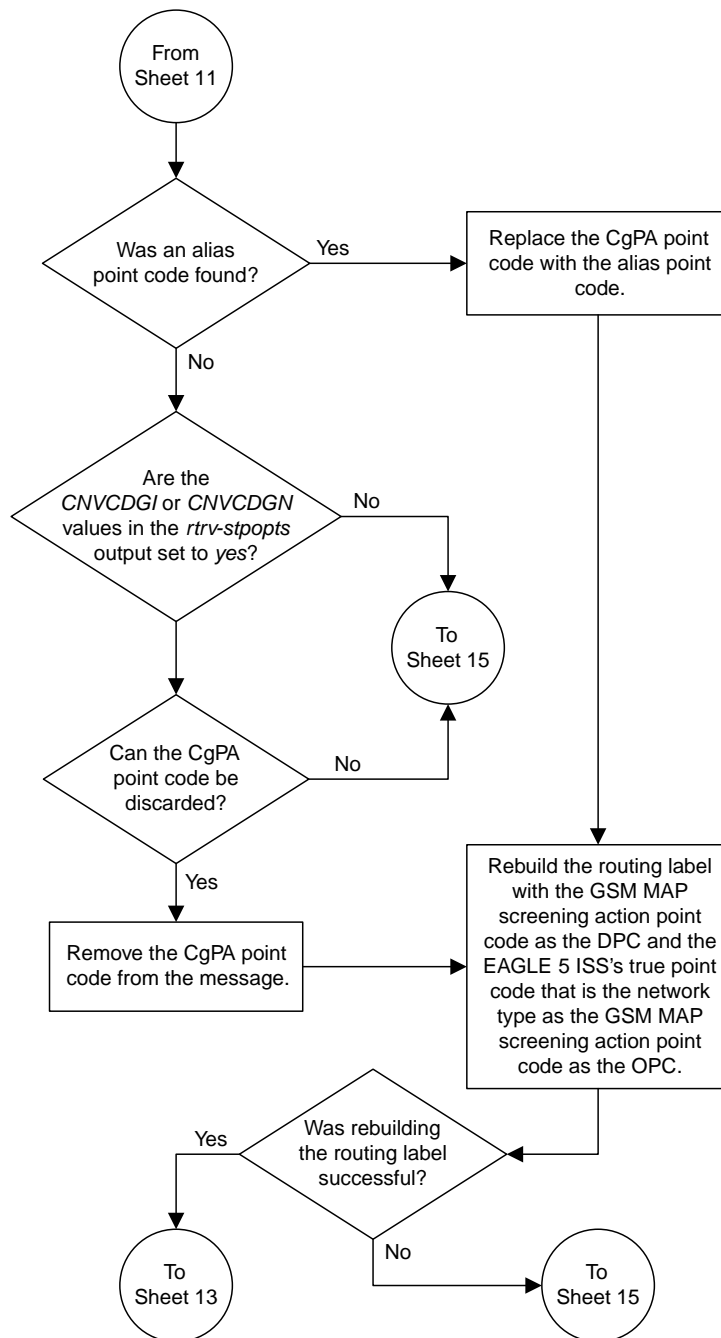 From
Sheet 11
Was an alias
point code found?
Yes
Replace the CgPA point
code with the alias point
code.
No
Are the
CNVCDGI or CNVCDGN
values in the rtrv-stpopts
output set to yes?
No
To
Sheet 15
Can the CgPA
point code be
discarded?
No
Yes
Remove the CgPA point
code from the message.
Rebuild the routing label
with the GSM MAP
screening action point
code as the DPC and the
EAGLE 5 ISS's true point
code that is the network
type as the GSM MAP
screening action point
code as the OPC.
Was rebuilding
the routing label
successful?
Yes
No
To
Sheet 13
To
Sheet 15